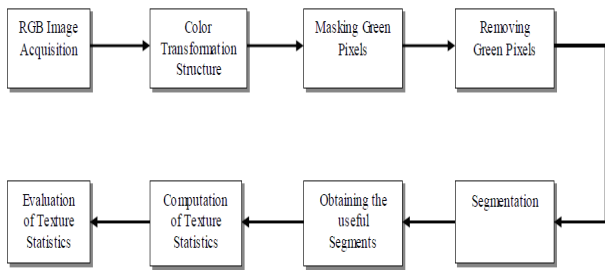 RGB Image
Acquisition
Color
Transformation
Structure
Masking Green
Pixels
Removing
Green Pixels
Segmentation
Obtaining the
useful
Segments
Computation
of Texture
Statistics
Evaluation
of Texture
Statistics